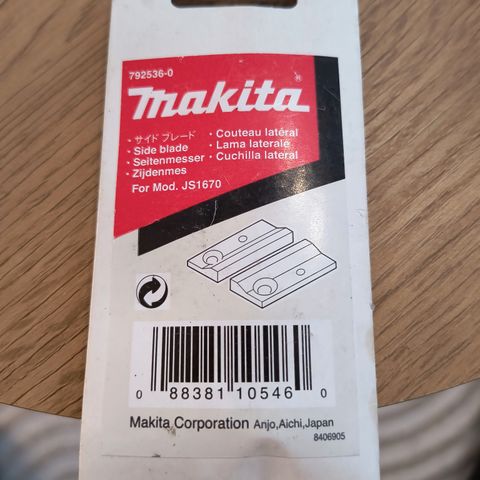 792536-0
makita®
・サイド ブレード
・Side blade
・Seitenmesser
・Zijdenmes
・Couteau latéral
・Lama laterale
・Cuchilla lateral
For Mod. JS1670
0 88381 10546 0
Makita Corporation Anjo,Aichi,Japan
8406905